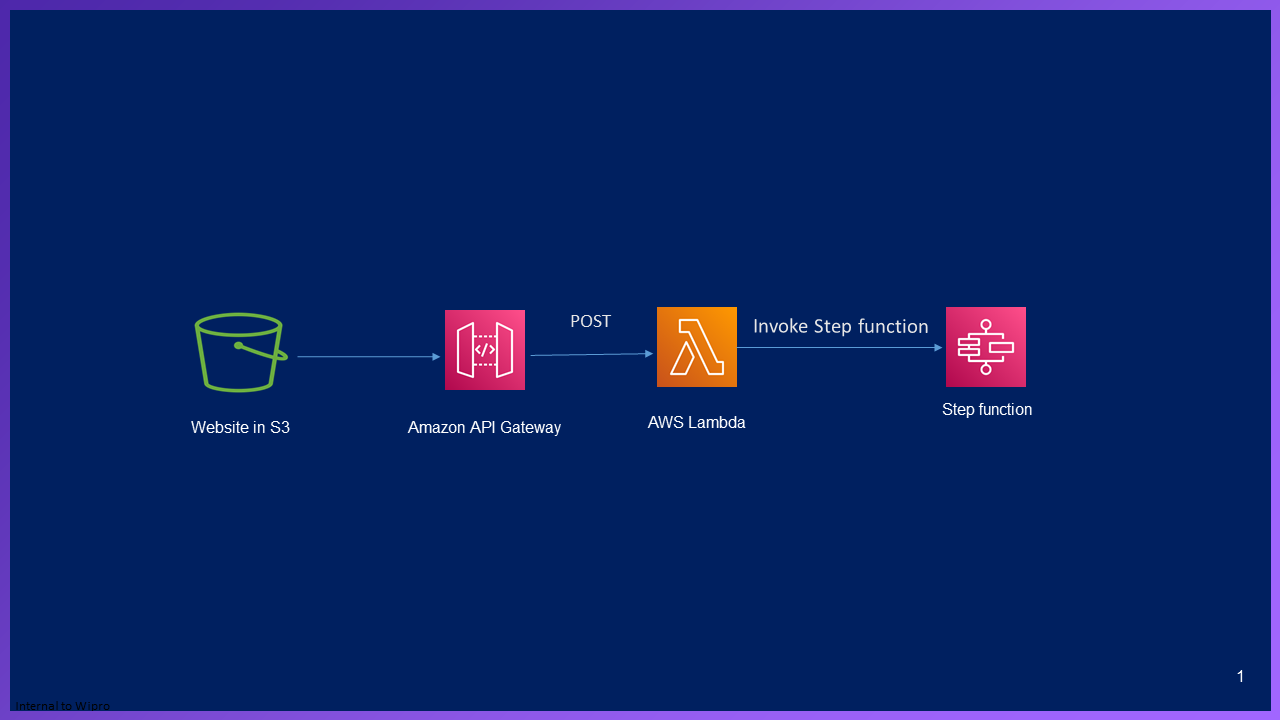 POST
Invoke Step function
Website in S3
Amazon API Gateway
AWS Lambda
Step function
1
Internal to Wipro